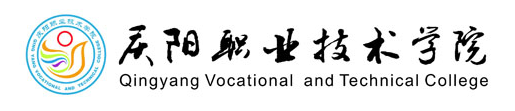 庆阳职业技术学院
Qingyang Vocational and Technical College